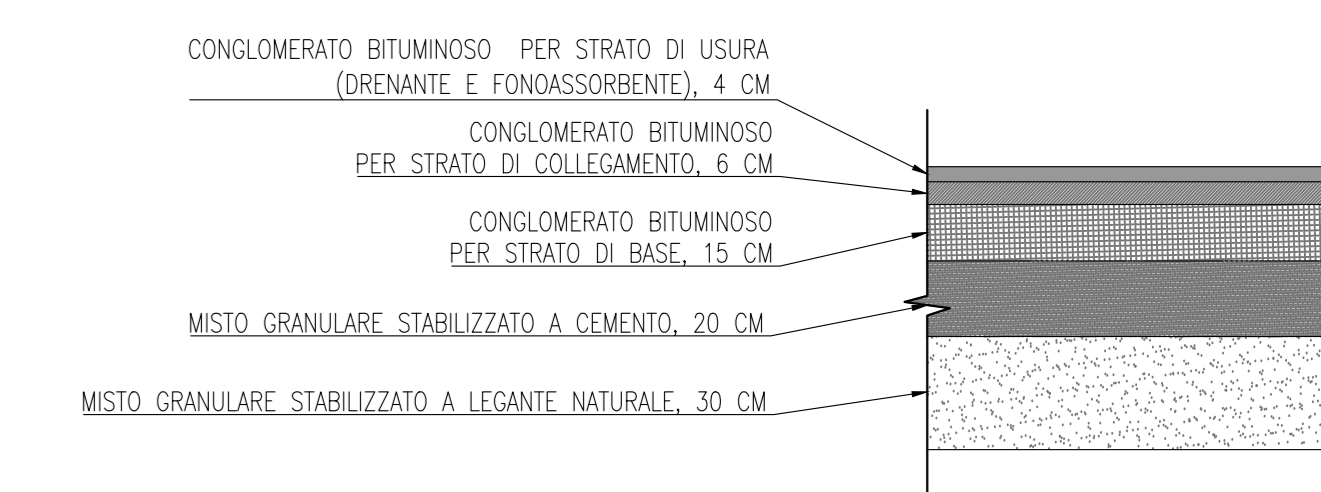 CONGLOMERATO BITUMINOSO PER STRATO DI USURA
(DRENANTE E FONOASSORBENTE), 4 CM
CONGLOMERATO BITUMINOSO
PER STRATO DI COLLEGAMENTO, 6 CM
CONGLOMERATO BITUMINOSO
PER STRATO DI BASE, 15 CM
MISTO GRANULARE STABILIZZATO A CEMENTO, 20 CM
MISTO GRANULARE STABILIZZATO A LEGANTE NATURALE, 30 CM